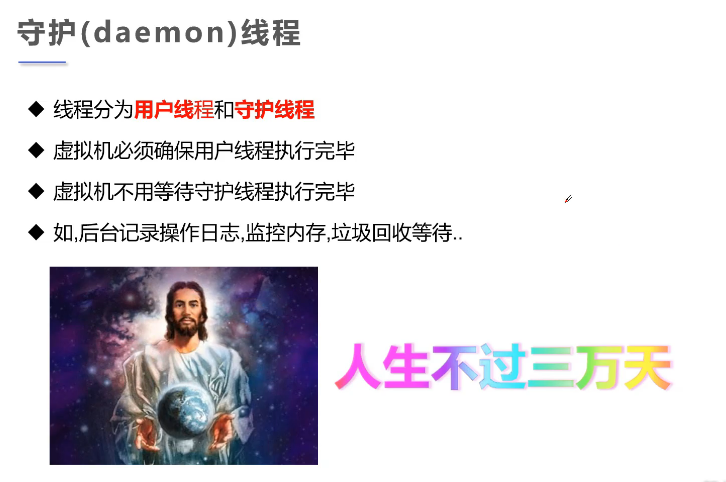 守护(daemon)线程
线程分为用户线程和守护线程
虚拟机必须确保用户线程执行完毕
虚拟机不用等待守护线程执行完毕
如,后台记录操作日志,监控内存,垃圾回收等待..
人生不过三万天